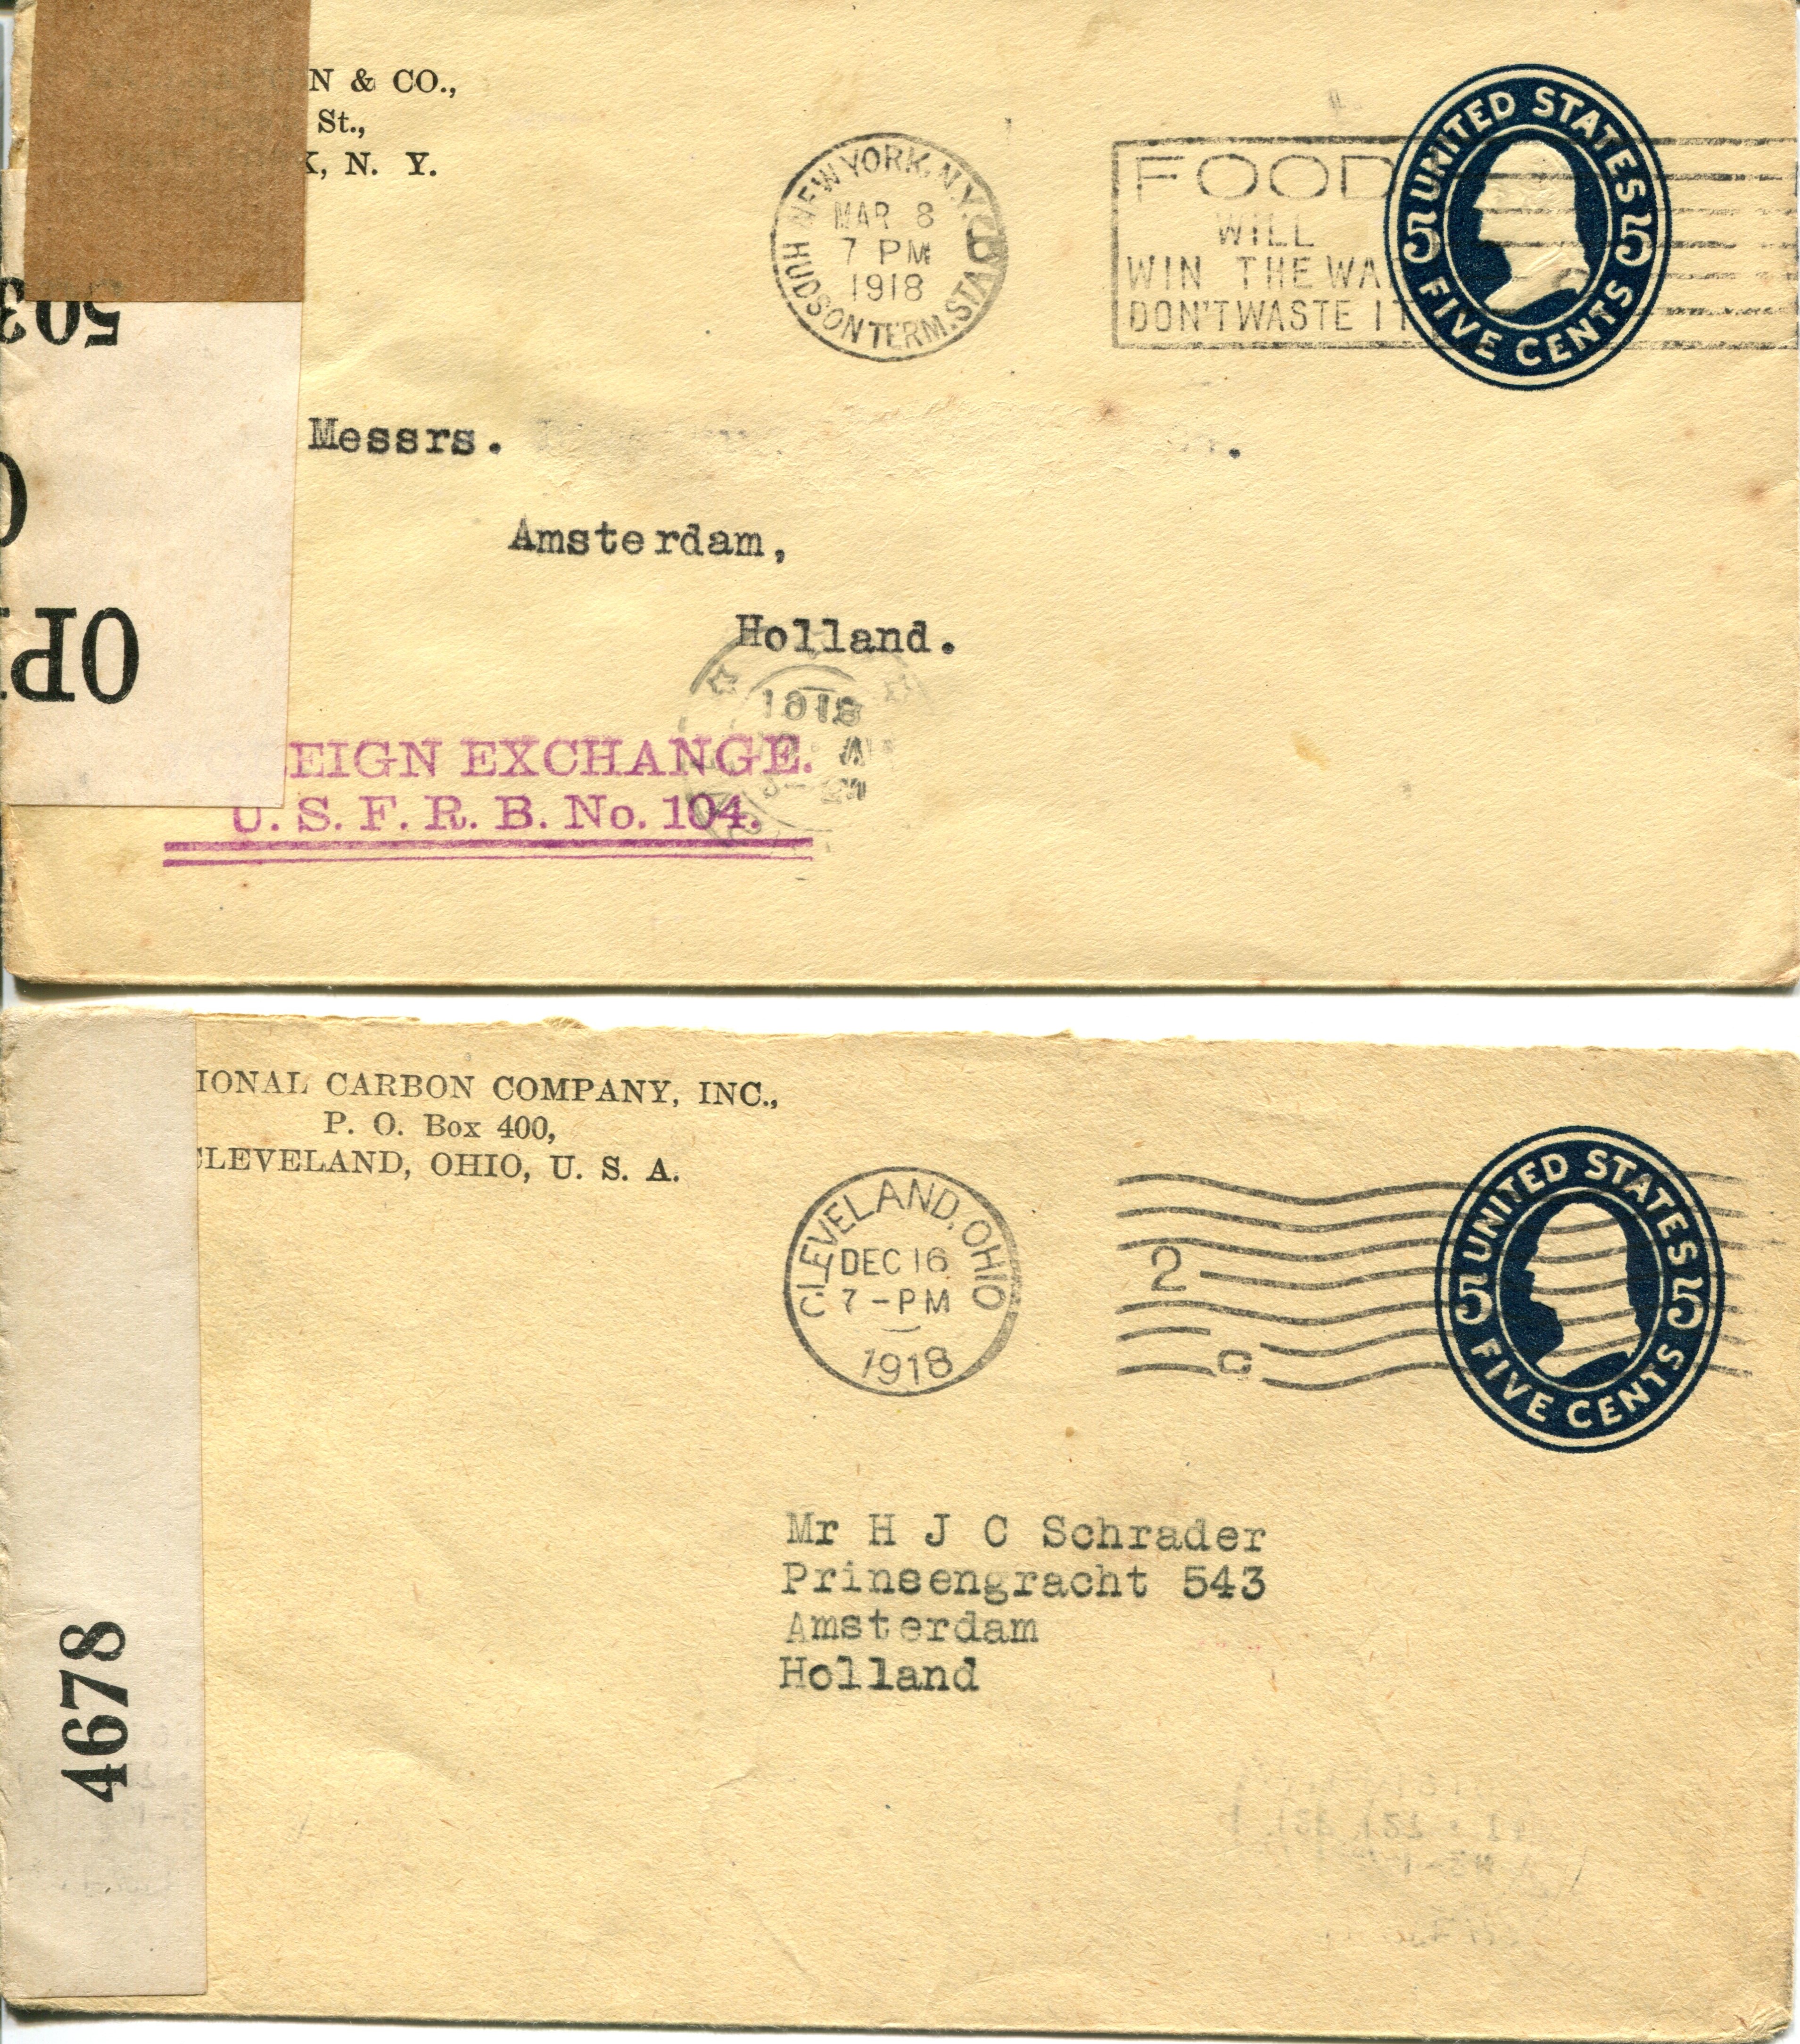 N & CO.,
St.,
K, N. Y.
NEW YORK, N.Y.
HUDSON TERM. STA.
MAR 8
7 PM
1918
FOOD
WILL
WIN THE WA
DON'T WASTE IT
UNITED STATES
5 5
FIVE CENTS
503
OP
Messrs.
Amsterdam,
Holland.
1918
EIGN EXCHANGE.
U. S. F. R. B. No. 104.
IONAL CARBON COMPANY, INC.,
P. O. Box 400,
CLEVELAND, OHIO, U. S. A.
CLEVELAND, OHIO
DEC 16
7-PM
1918
2
C
UNITED STATES
5 5
FIVE CENTS
Mr H J C Schrader
Prinsengracht 543
Amsterdam
Holland
4678